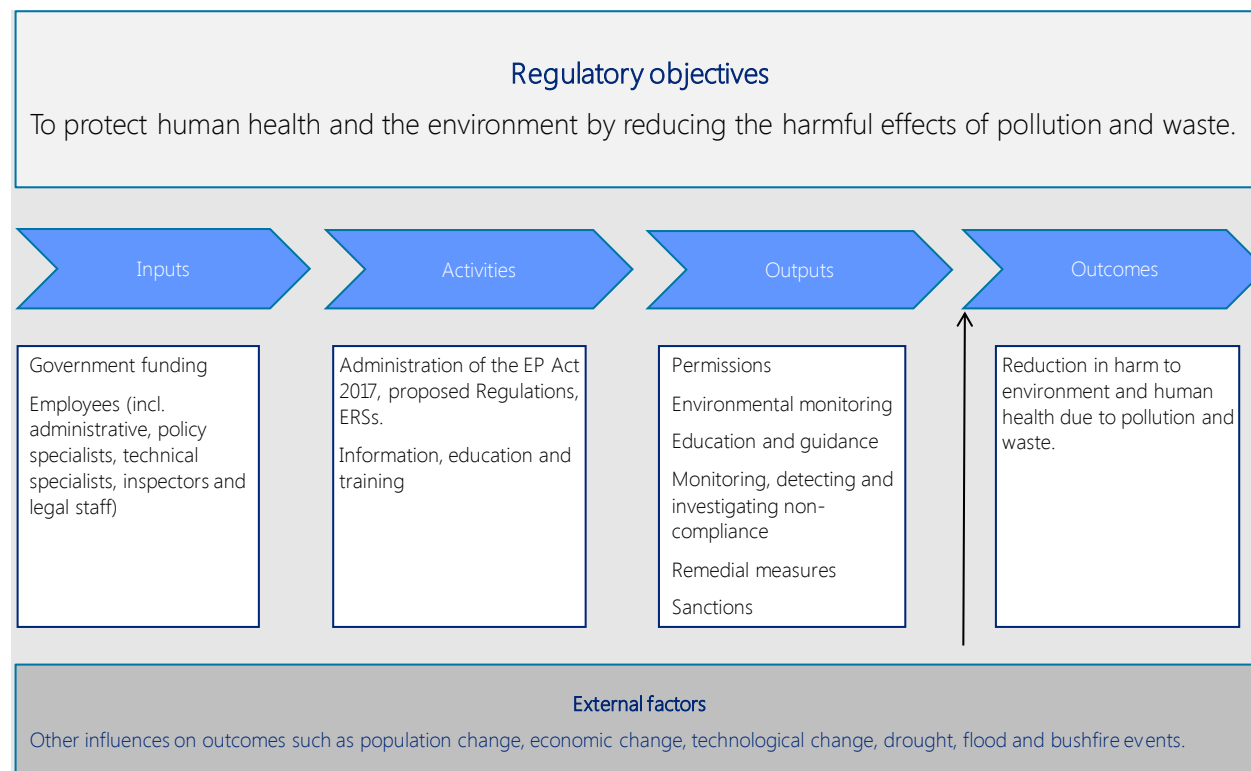 Regulatory objectives
To protect human health and the environment by reducing the harmful effects of pollution and waste.
Inputs
Activities
Outputs
Outcomes
Government funding
Employees (incl.
administrative, policy
specialists, technical
specialists, inspectors and
legal staff)
Administration of the EP Act
2017, proposed Regulations,
ERSs.
Information, education and
training
Permissions
Environmental monitoring
Education and guidance
Monitoring, detecting and
investigating non-
compliance
Remedial measures
Sanctions
Reduction in harm to
environment and human
health due to pollution and
waste.
External factors
Other influences on outcomes such as population change, economic change, technological change, drought, flood and bushfire events.